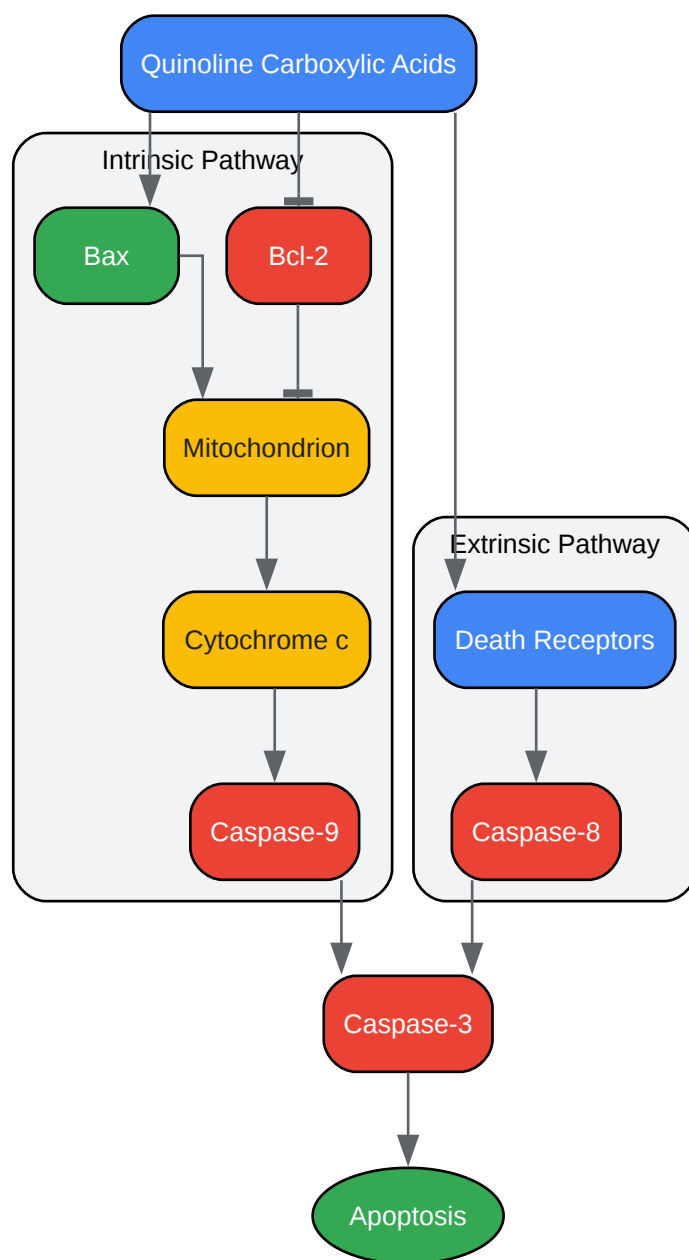 Quinoline Carboxylic Acids
Intrinsic Pathway
Bax
Bcl-2
Mitochondrion
Extrinsic Pathway
Cytochrome c
Death Receptors
Caspase-9
Caspase-8
Caspase-3
Apoptosis